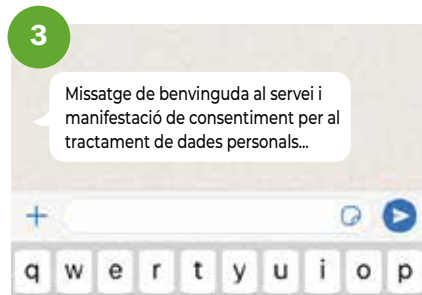 3
Missatge de benvinguda al servei i
manifestació de consentiment per al
tractament de dades personals...
q w e r t y u i o p